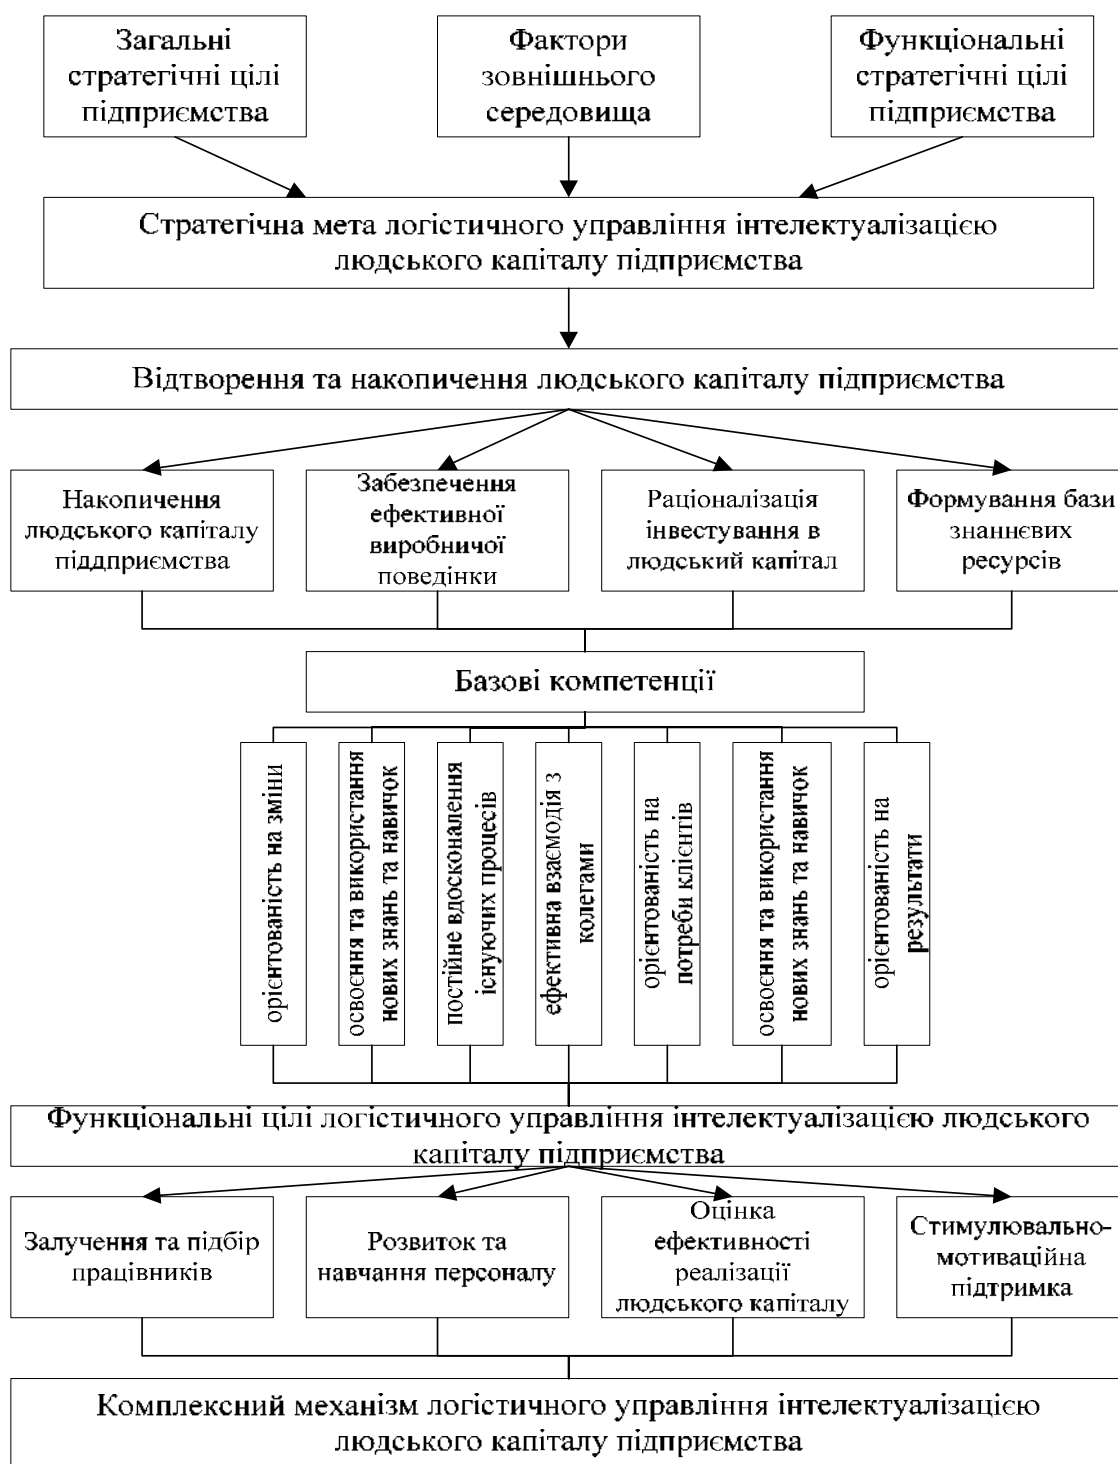 Загальні
стратегічні цілі
підприємства
Фактори
зовнішнього
середовища
Функціональні
стратегічні цілі
підприємства
Стратегічна мета логістичного управління інтелектуалізацією
людського капіталу підприємства
Відтворення та накопичення людського капіталу підприємства
Накопичення
людського капіталу
піддприємства
Забезпечення
ефективної
виробничої
поведінки
Раціоналізація
інвестування в
людський капітал
Формування бази
знаннєвих
ресурсів
Базові компетенції
орієнтованість на зміни
освоєння та використання
нових знань та навичок
постійне вдосконалення
існуючих процесів
ефективна взаємодія з
колегами
орієнтованість на
потреби клієнтів
освоєння та використання
нових знань та навичок
орієнтованість на
результати
Функціональні цілі логістичного управління інтелектуалізацією людського
капіталу підприємства
Залучення та підбір
працівників
Розвиток та
навчання персоналу
Оцінка
ефективності
реалізації
людського капіталу
Стимулювально-
мотиваційна
підтримка
Комплексний механізм логістичного управління інтелектуалізацією
людського капіталу підприємства